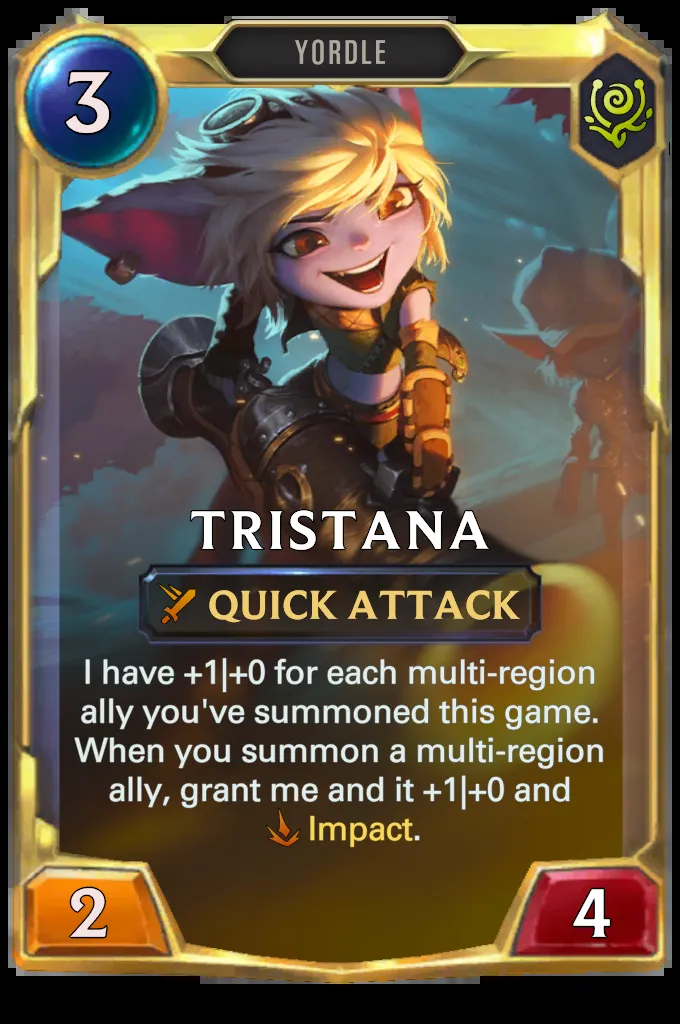 YORDLE
3
TRISTANA
QUICK ATTACK
I have +1|+0 for each multi-region
ally you've summoned this game.
When you summon a multi-region
ally, grant me and it +1|+0 and
Impact.
2
4